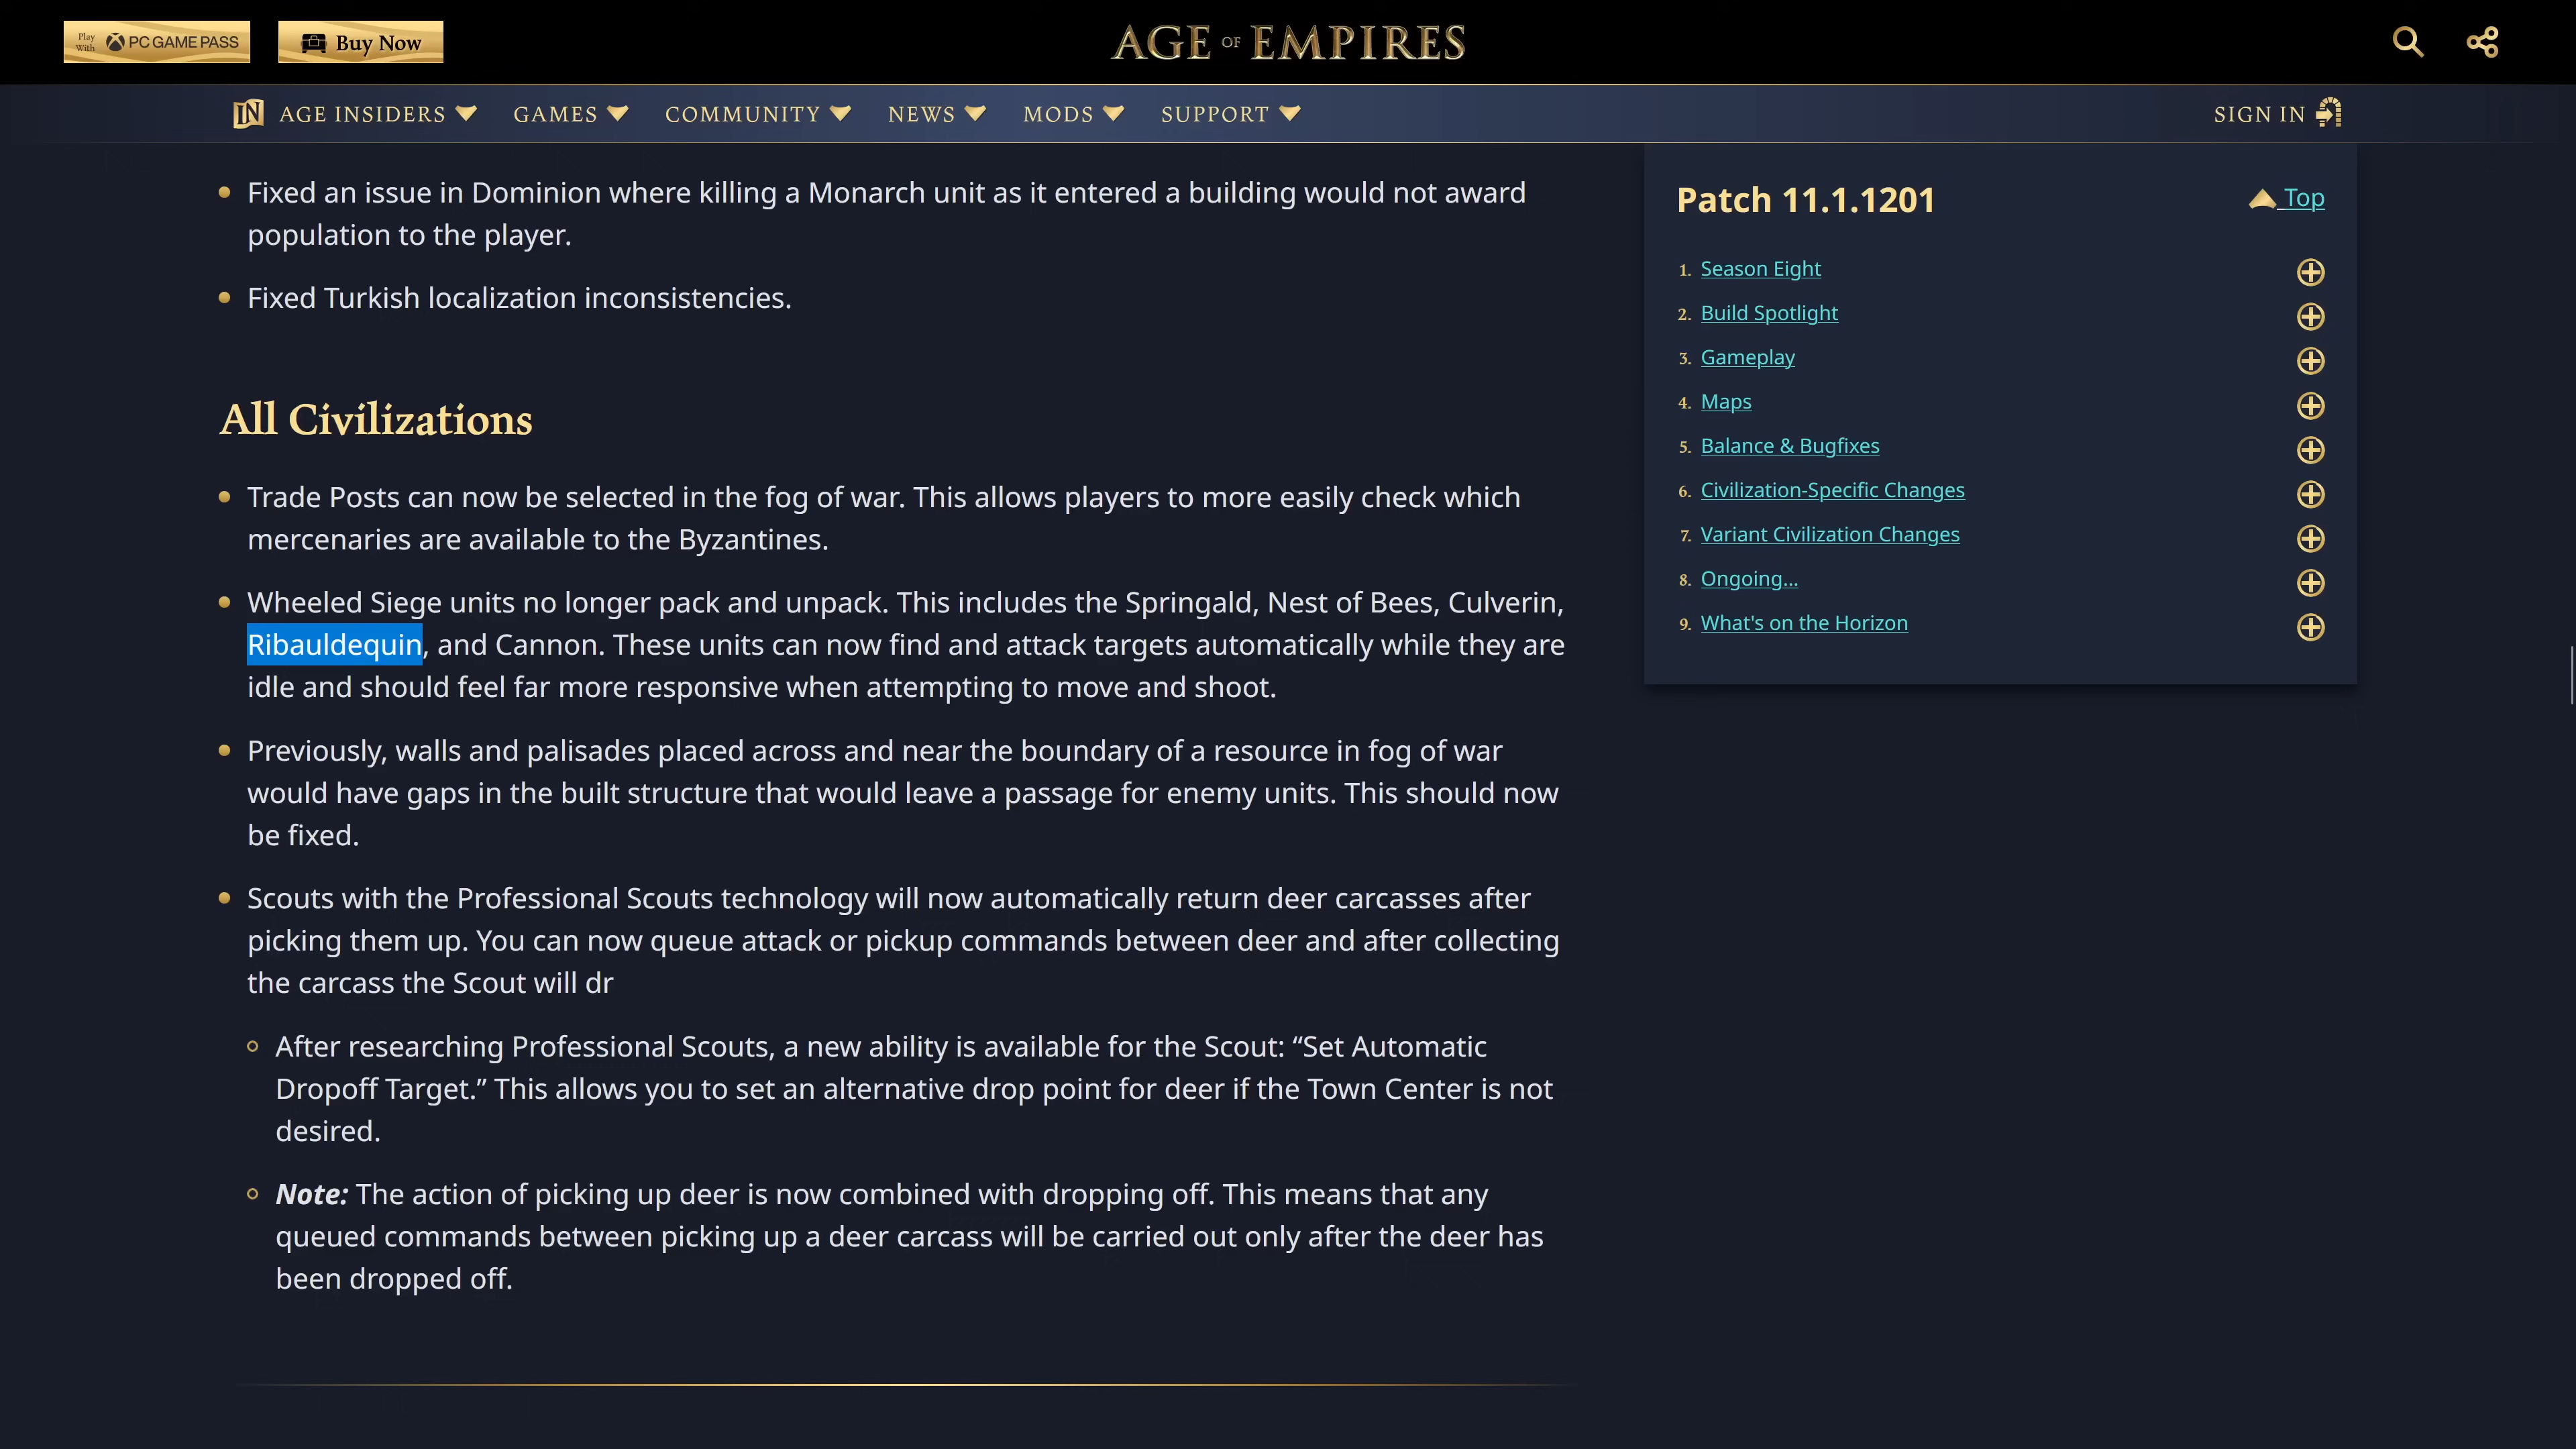 Play With PC GAME PASS
Buy Now
AGE OF EMPIRES
IN AGE INSIDERS
GAMES
COMMUNITY
NEWS
MODS
SUPPORT
SIGN IN
Fixed an issue in Dominion where killing a Monarch unit as it entered a building would not award
population to the player.
Fixed Turkish localization inconsistencies.
All Civilizations
Trade Posts can now be selected in the fog of war. This allows players to more easily check which
mercenaries are available to the Byzantines.
Wheeled Siege units no longer pack and unpack. This includes the Springald, Nest of Bees, Culverin,
Ribauldequin, and Cannon. These units can now find and attack targets automatically while they are
idle and should feel far more responsive when attempting to move and shoot.
Previously, walls and palisades placed across and near the boundary of a resource in fog of war
would have gaps in the built structure that would leave a passage for enemy units. This should now
be fixed.
Scouts with the Professional Scouts technology will now automatically return deer carcasses after
picking them up. You can now queue attack or pickup commands between deer and after collecting
the carcass the Scout will dr
After researching Professional Scouts, a new ability is available for the Scout: “Set Automatic
Dropoff Target.” This allows you to set an alternative drop point for deer if the Town Center is not
desired.
Note: The action of picking up deer is now combined with dropping off. This means that any
queued commands between picking up a deer carcass will be carried out only after the deer has
been dropped off.
Patch 11.1.1201
Top
1. Season Eight
2. Build Spotlight
3. Gameplay
4. Maps
5. Balance & Bugfixes
6. Civilization-Specific Changes
7. Variant Civilization Changes
8. Ongoing…
9. What's on the Horizon